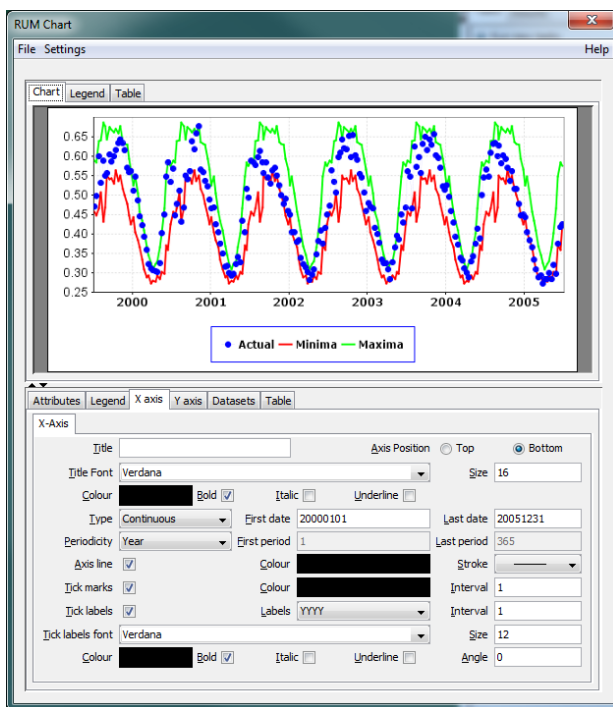 RUM Chart
File Settings Help
Chart Legend Table
0.65
0.60
0.55
0.50
0.45
0.40
0.35
0.30
0.25
2000 2001 2002 2003 2004 2005
Actual Minima Maxima
Attributes Legend X axis Y axis Datasets Table
X-Axis
Title Axis Position Top Bottom
Title Font Verdana Size 16
Colour Bold Italic Underline
Type Continuous First date 20000101 Last date 20051231
Periodicity Year First period 1 Last period 365
Axis line Colour Stroke
Tick marks Colour Interval 1
Tick labels Labels YYYY Interval 1
Tick labels font Verdana Size 12
Colour Bold Italic Underline Angle 0